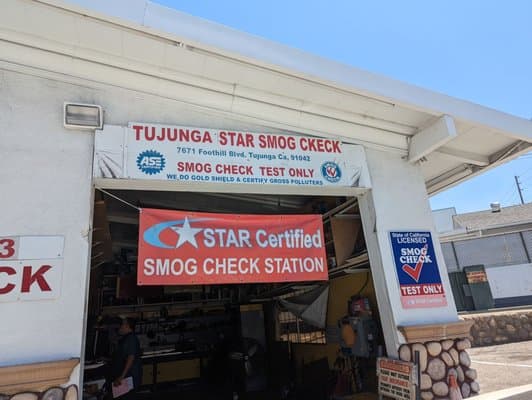 TUJUNGA STAR SMOG CKECK
7671 Foothill Blvd. Tujunga Ca, 91042
ASE
SMOG CHECK TEST ONLY
WE DO GOLD SHIELD & CERTIFY GROSS POLLUTERS
STAR Certified
SMOG CHECK STATION
3
CK
State of California
LICENSED
SMOG
CHECK
TEST ONLY